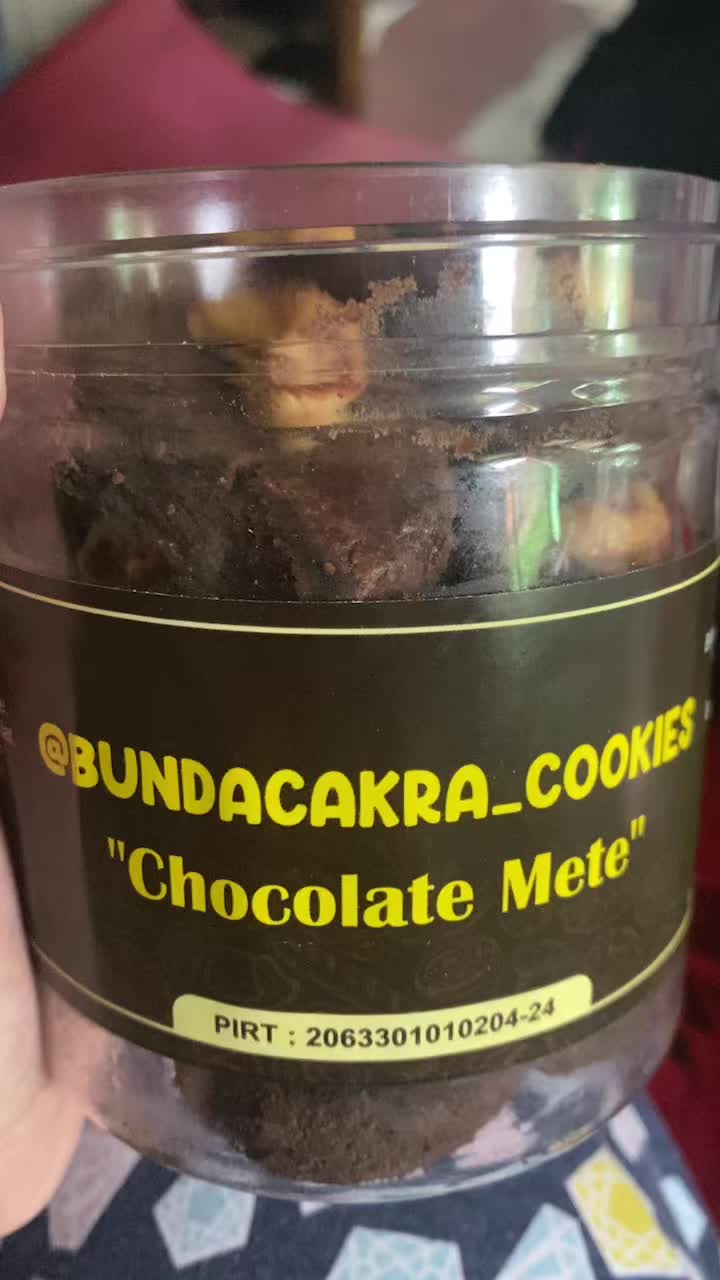 @BUNDACAKRA_COOKIES
"Chocolate Mete"
PIRT : 2063301010204-24